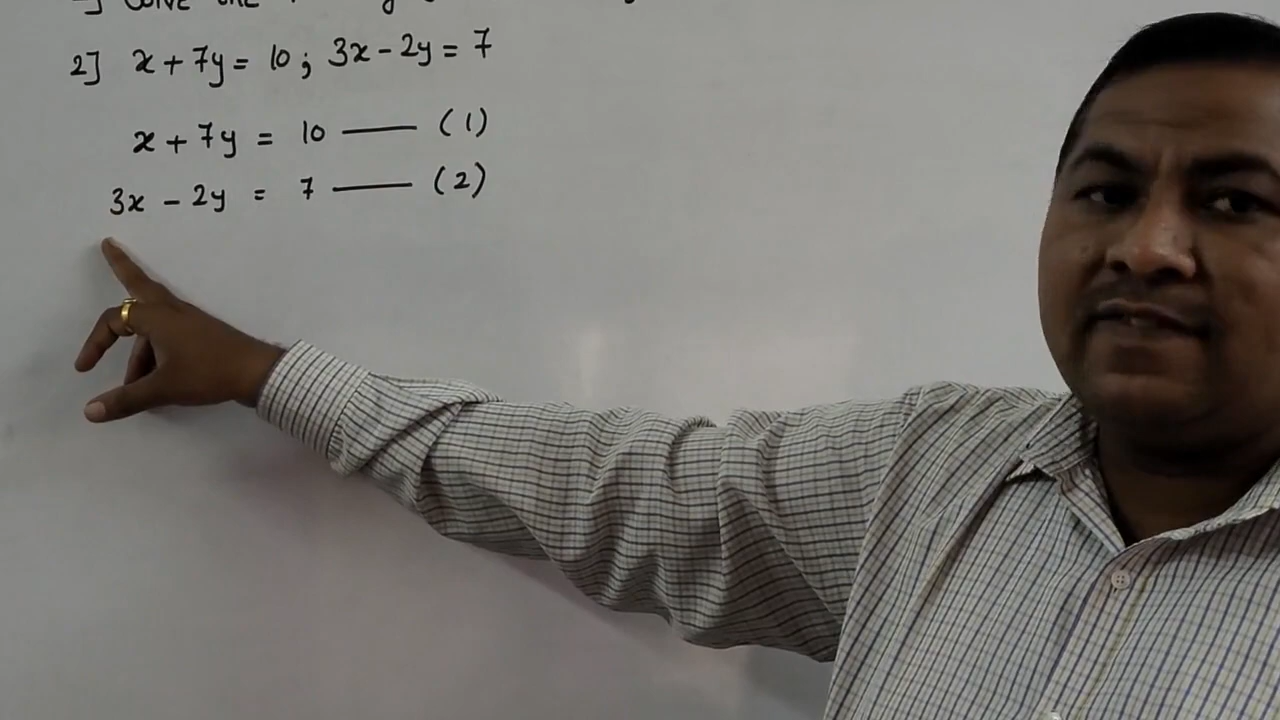 2] x + 7y = 10 ; 3x - 2y = 7
x + 7y = 10 —— (1)
3x - 2y = 7 —— (2)